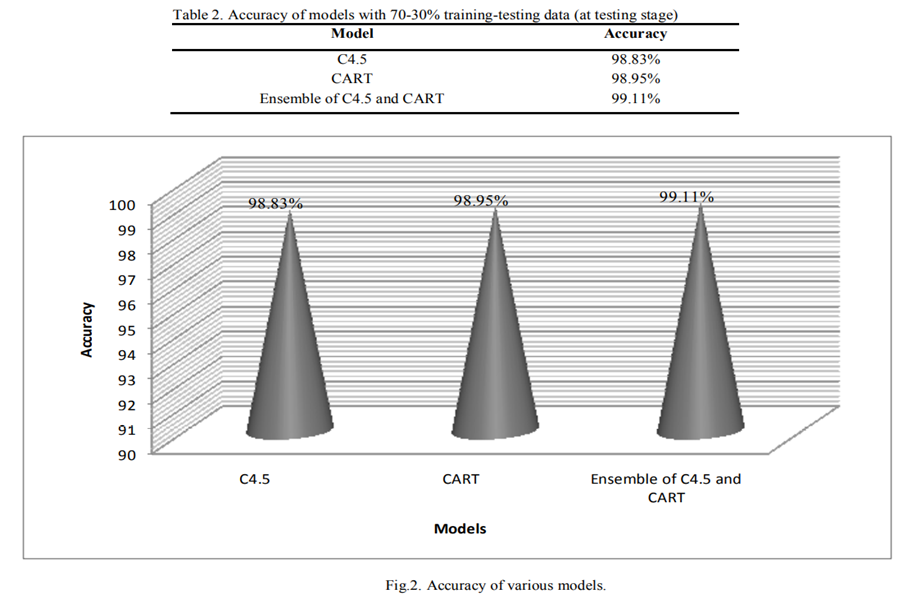 Table 2. Accuracy of models with 70-30% training-testing data (at testing stage)
Model Accuracy
C4.5 98.83%
CART 98.95%
Ensemble of C4.5 and CART 99.11%
98.83% 98.95% 99.11%
100
99
98
97
96
95
94
93
92
91
90
Accuracy
C4.5 CART Ensemble of C4.5 and
CART
Models
Fig.2. Accuracy of various models.